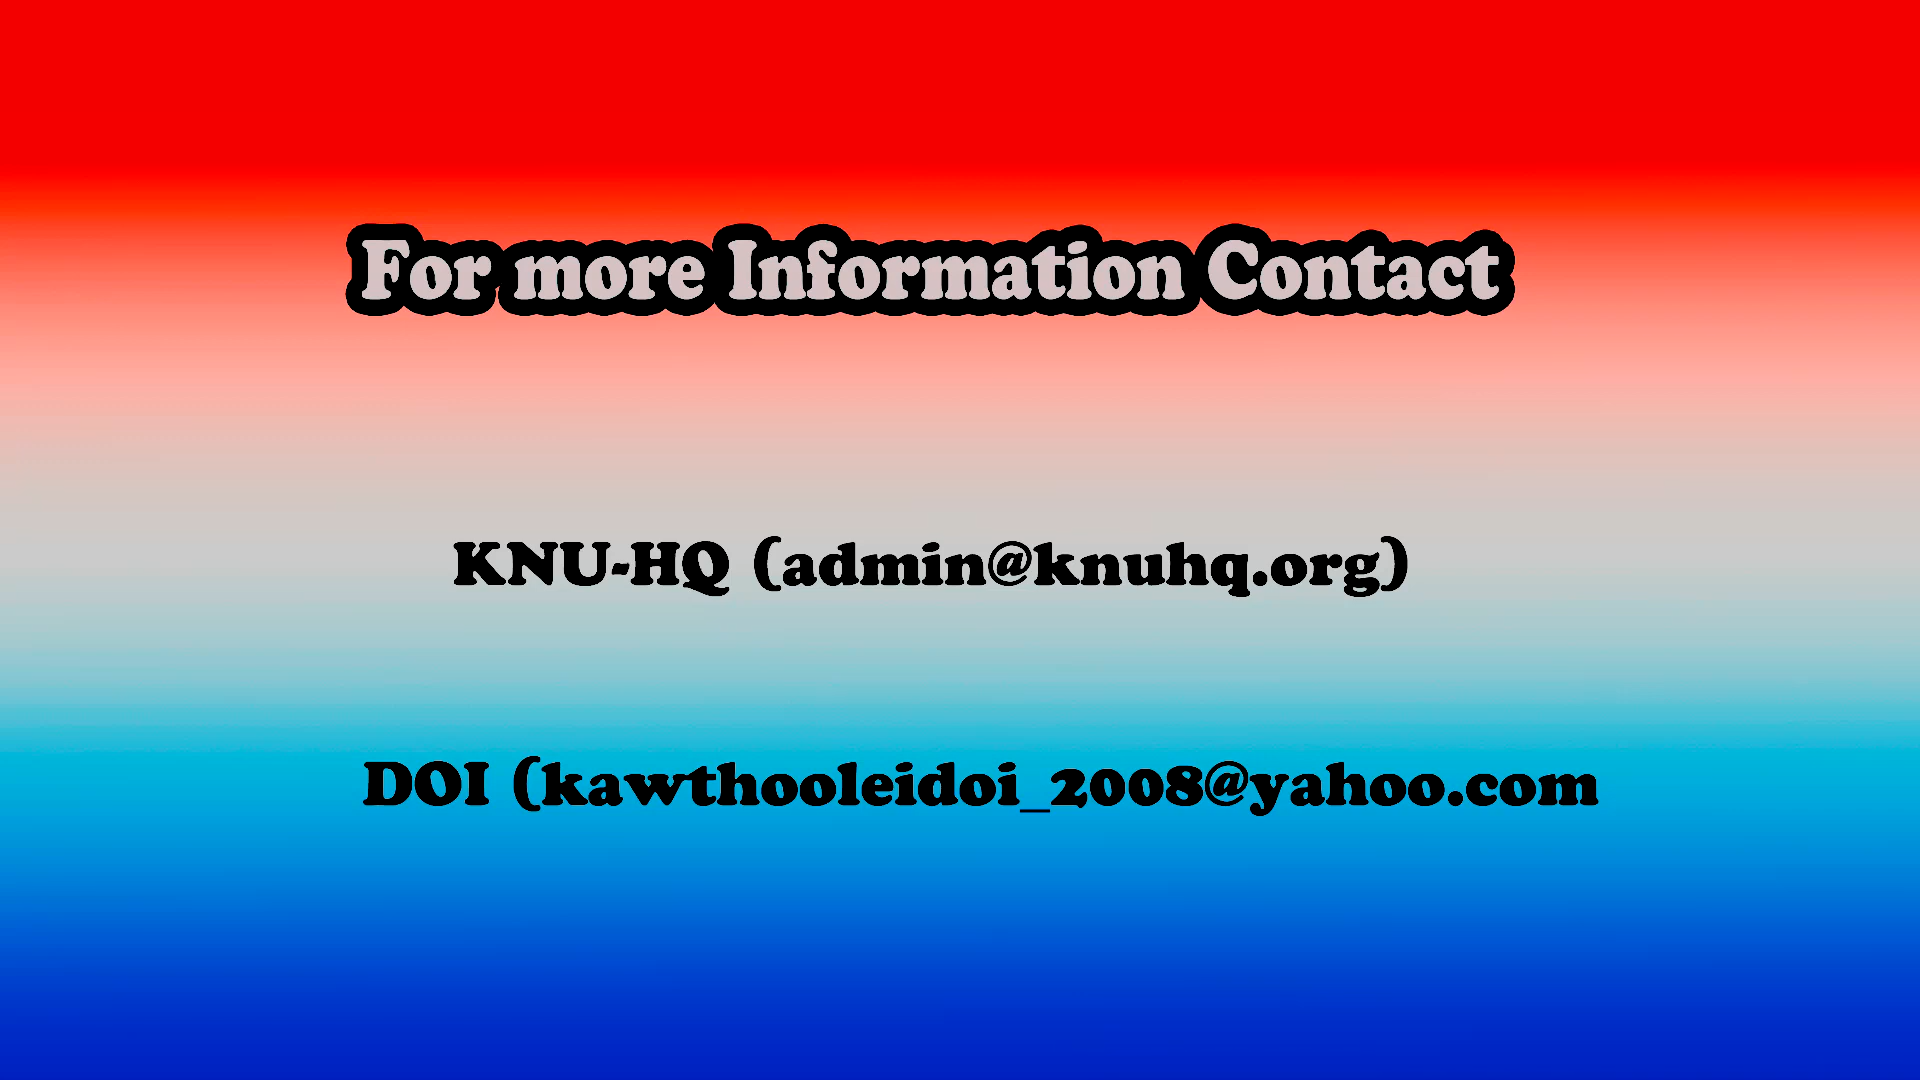 For more Information Contact
KNU-HQ (admin@knuhq.org)
DOI (kawthooleidoi_2008@yahoo.com